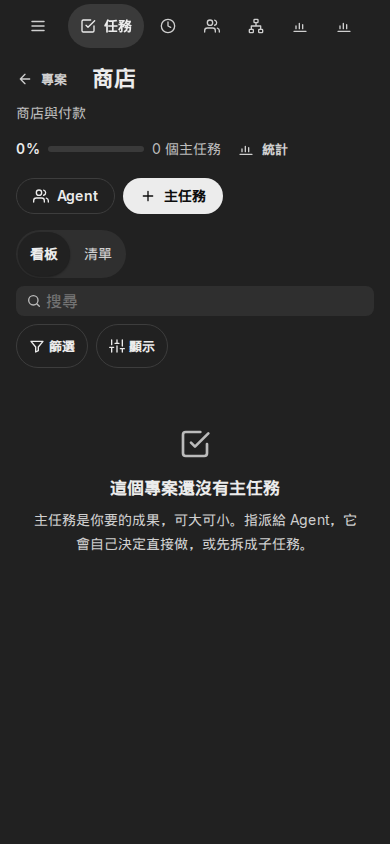 任務
專案 商店
商店與付款
0% 0 個主任務 統計
Agent 主任務
看板 清單
搜尋
篩選 顯示
這個專案還沒有主任務
主任務是你要的成果，可大可小。指派給 Agent，它
會自己決定直接做，或先拆成子任務。